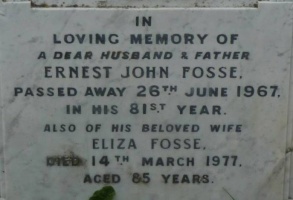 IN
LOVING MEMORY OF
A DEAR HUSBAND & FATHER
ERNEST JOHN FOSSE,
PASSED AWAY 26TH JUNE 1967.
IN HIS 81ST YEAR.
ALSO OF HIS BELOVED WIFE
ELIZA FOSSE,
DIED 14TH MARCH 1977,
AGED 85 YEARS.